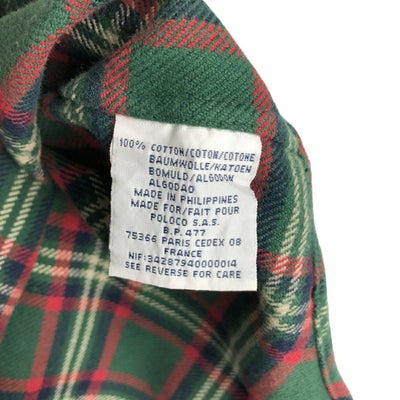 100% COTTON/COTON/COTONE
BAUMWOLLE/KATOEN
BOMULD/ALGODON
ALGODAO
MADE IN PHILIPPINES
MADE FOR/FAIT POUR
POLOCO S.A.S.
B.P. 477
75366 PARIS CEDEX 08
FRANCE
NIF:34287940000014
SEE REVERSE FOR CARE